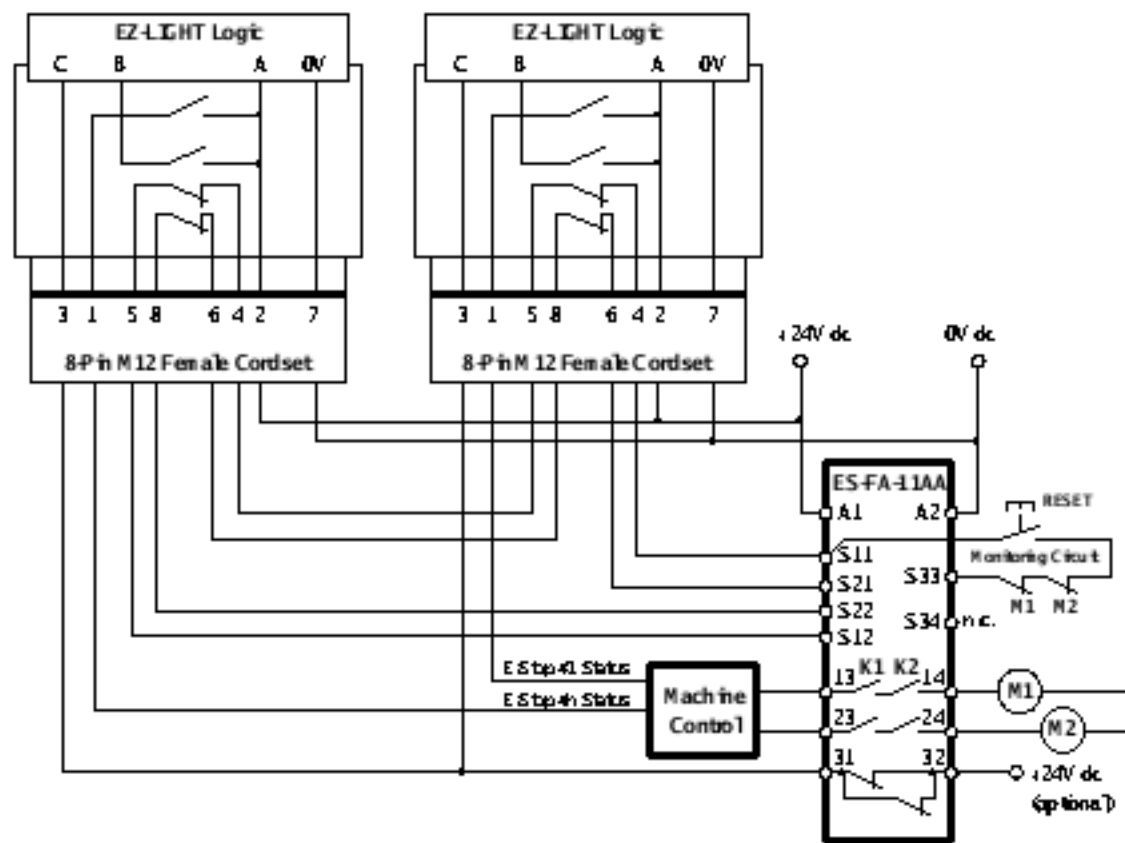 EZ-LIGHT Logic
C B A 0V
EZ-LIGHT Logic
C B A 0V
3 1 5 8 6 4 2 7
8-Pin M12 Female Cordset
3 1 5 8 6 4 2 7
8-Pin M12 Female Cordset
+24V dc
0V dc
ES-FA-11AA
A1 A2
RESET
S11
Monitoring Circuit
S21 S33
M1 M2
S22
S34 n.c.
S12
E-Stop #1 Status
E-Stop #n Status
Machine
Control
13 K1 K2 14
M1
23 24
M2
31 32
+24V dc
(optional)